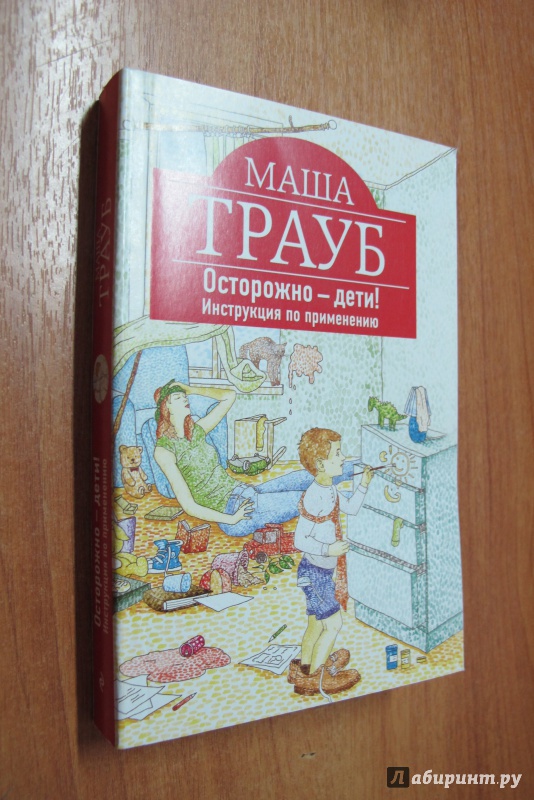 МАША
ТРАУБ
Осторожно – дети!
Инструкция по применению
ТРАУБ
Осторожно – дети!
Инструкция по применению
Лабиринт.ру